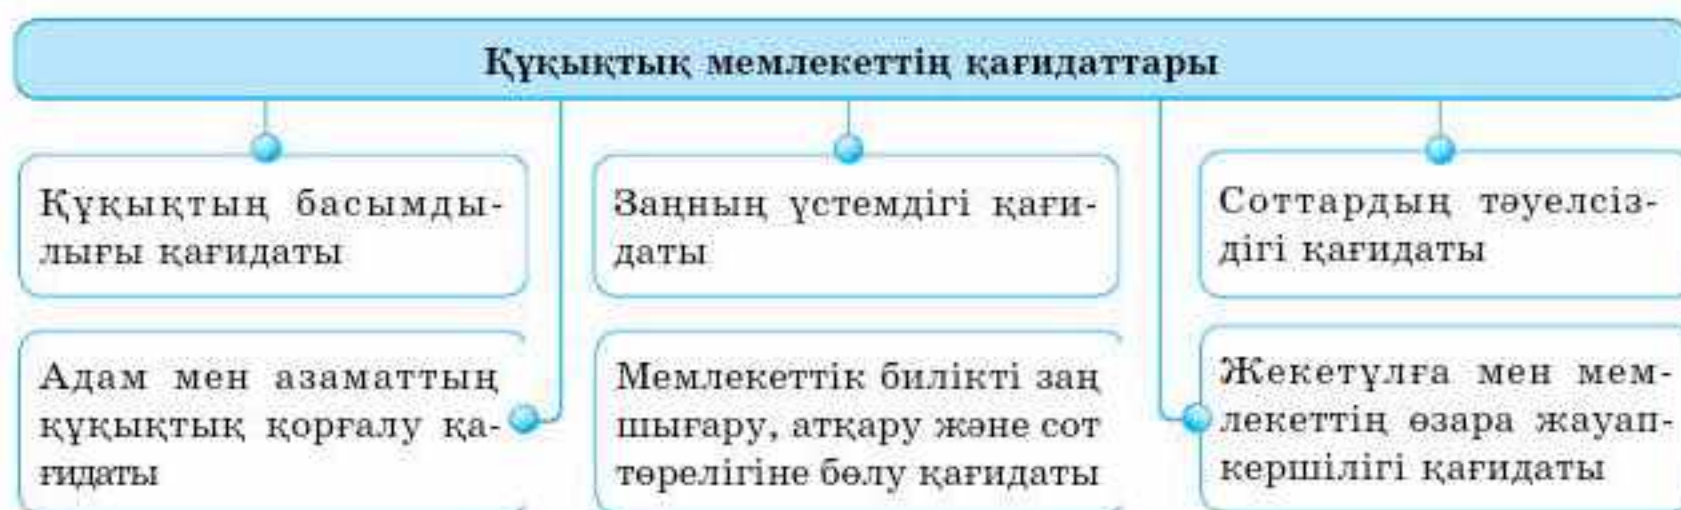 Құқықтық мемлекеттің қағидаттары
Құқықтың басымды-
лығы қағидаты
Заңның үстемдігі қағи-
даты
Соттардың тәуелсіз-
дігі қағидаты
Адам мен азаматтың
құқықтық қорғалу қа-
ғидаты
Мемлекеттік билікті заң
шығару, атқару және сот
төрелігіне бөлу қағидаты
Жекетұлға мен мем-
лекеттің өзара жауап-
кершілігі қағидаты